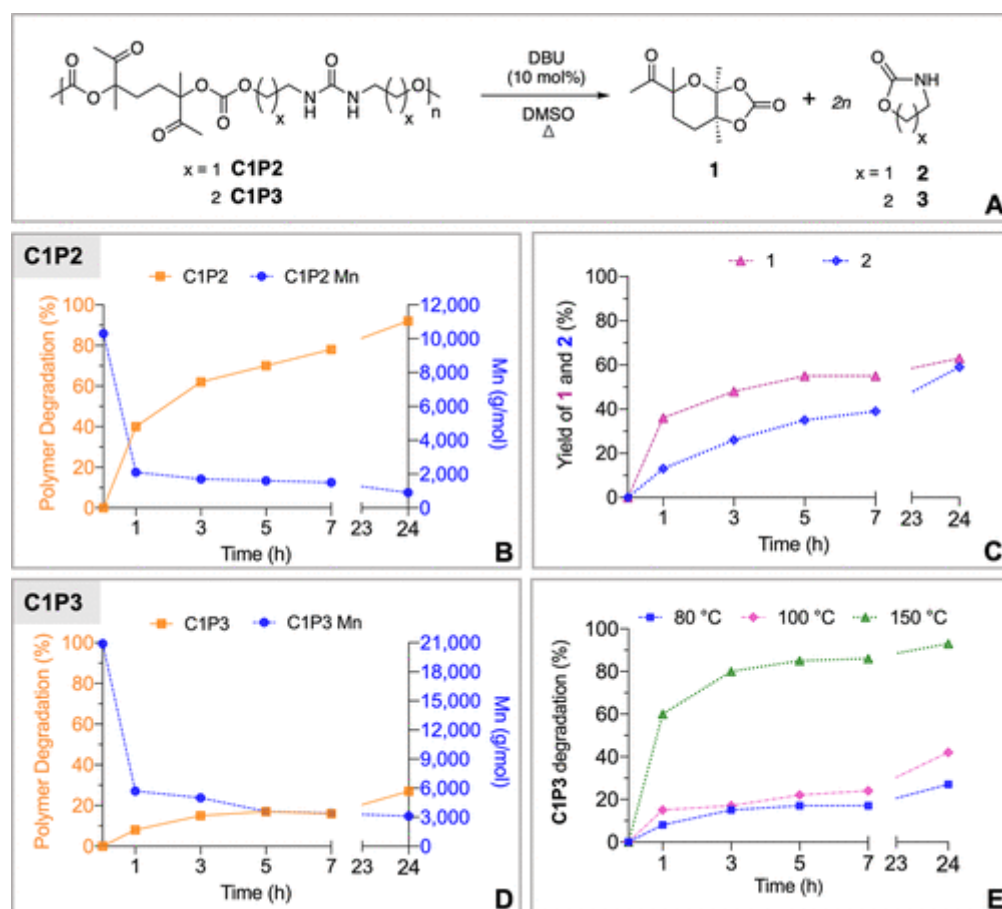 O O O O O O
O N H N H O n
x O x
DBU
(10 mol%)
DMSO
Δ
O O O O
+ 2n
O NH
O
x
x = 1 C1P2
2 C1P3
1
x = 1 2
2 3
A
C1P2
C1P2 C1P2 Mn
Polymer Degradation (%)
100
80
60
40
20
0
12,000
10,000
8,000
6,000
4,000
2,000
0
Mn (g/mol)
1 3 5 7 23 24
Time (h)
B
1 2
Yield of 1 and 2 (%)
100
80
60
40
20
0
1 3 5 7 23 24
Time (h)
C
C1P3
C1P3 C1P3 Mn
Polymer Degradation (%)
100
80
60
40
20
0
21,000
18,000
15,000
12,000
9,000
6,000
3,000
0
Mn (g/mol)
1 3 5 7 23 24
Time (h)
D
80 °C 100 °C 150 °C
C1P3 degradation (%)
100
80
60
40
20
0
1 3 5 7 23 24
Time (h)
E